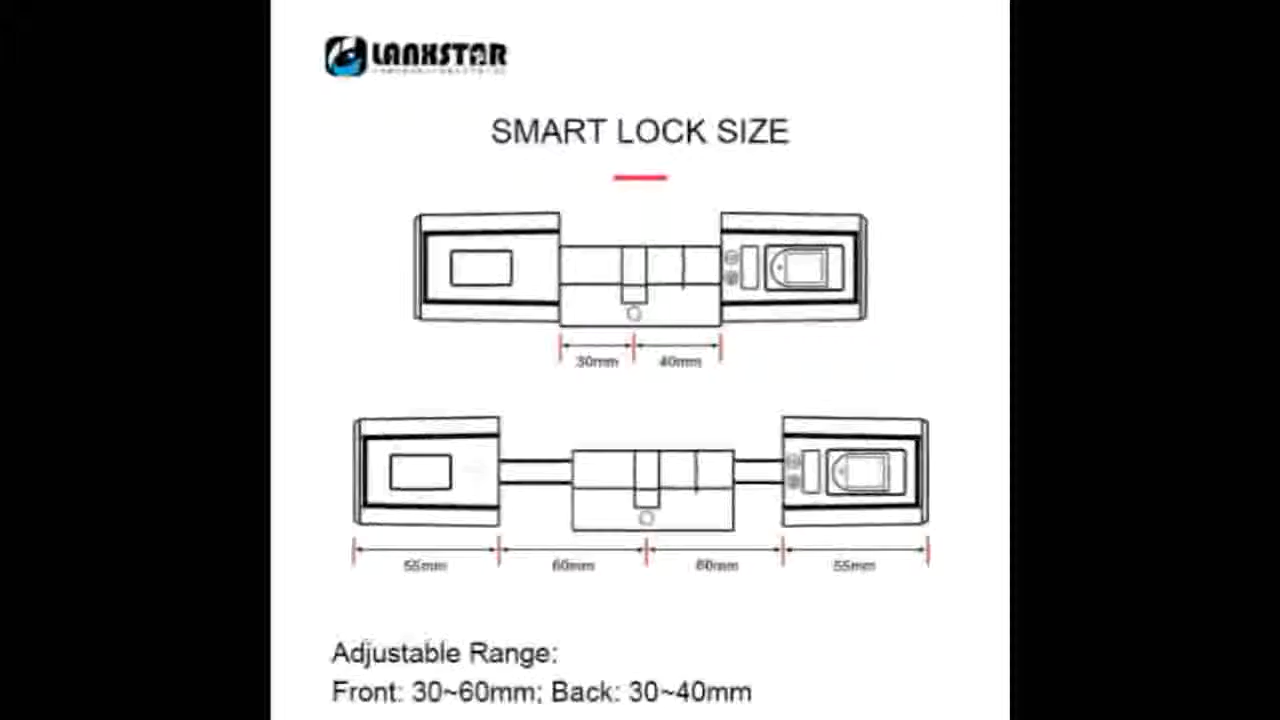 LANXSTAR
SMART LOCK SIZE
30mm 40mm
55mm 60mm 60mm 55mm
Adjustable Range:
Front: 30~60mm; Back: 30~40mm